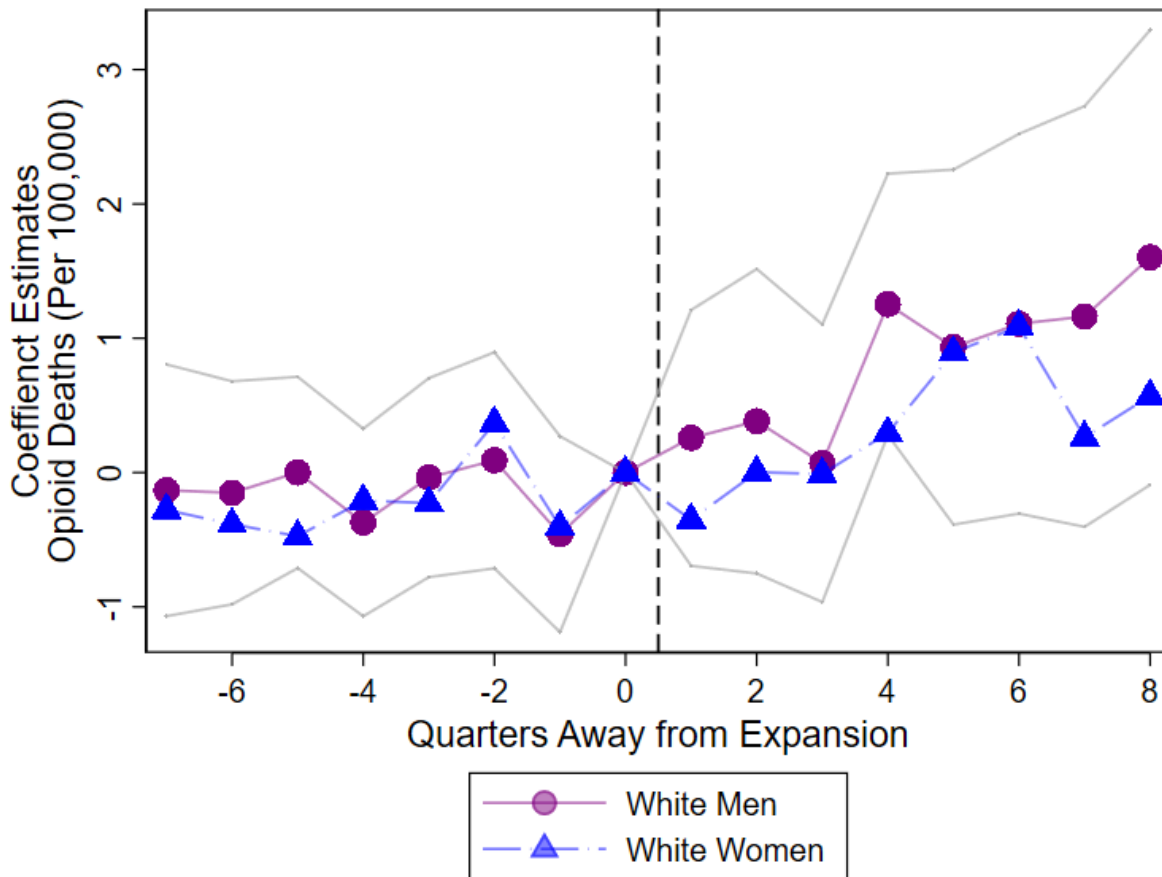 Coeffienct Estimates
Opioid Deaths (Per 100,000)
3
2
1
0
-1
-6 -4 -2 0 2 4 6 8
Quarters Away from Expansion
White Men
White Women